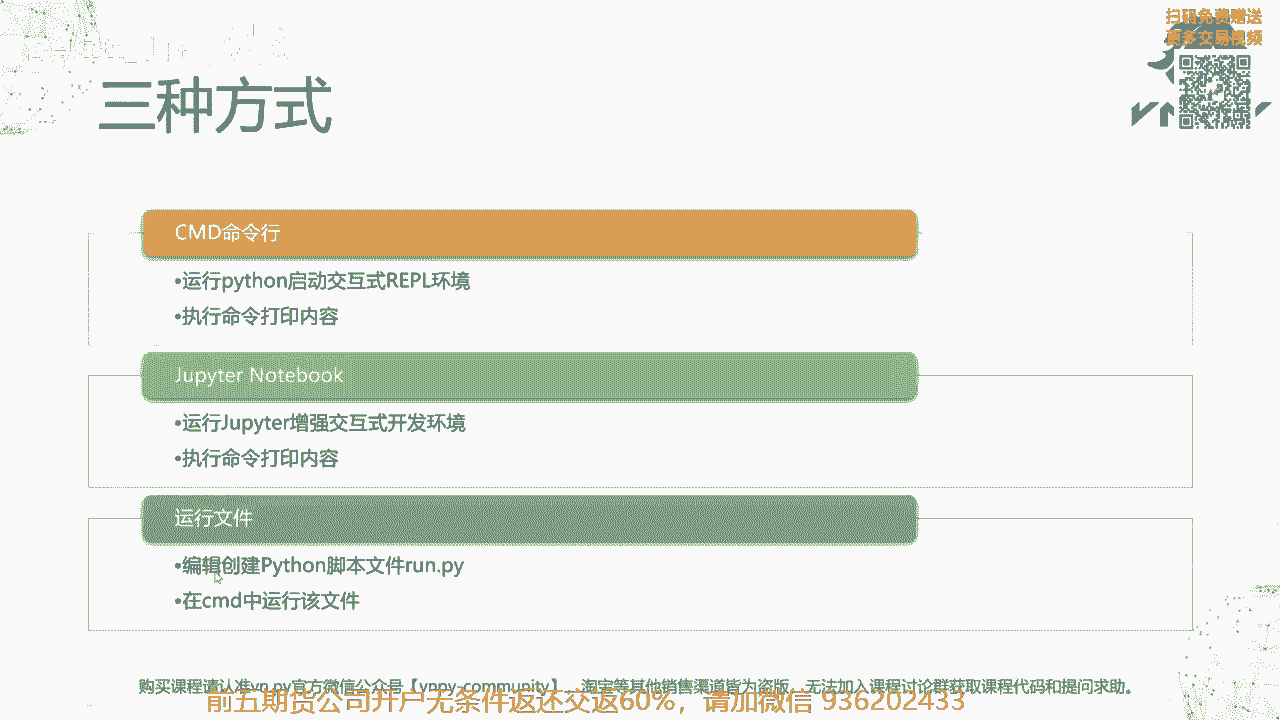 扫码免费赠送
更多交易视频
三种方式
CMD命令行
•运行python启动交互式REPL环境
•执行命令打印内容
Jupyter Notebook
•运行Jupyter增强交互式开发环境
•执行命令打印内容
运行文件
•编辑创建Python脚本文件run.py
•在cmd中运行该文件
购买课程请认准vn.py官方微信公众号【vnpy-community】，淘宝等其他销售渠道皆为盗版，无法加入课程讨论群获取课程代码和提问求助。
前五期货公司开户无条件返还交返60%，请加微信 936202433